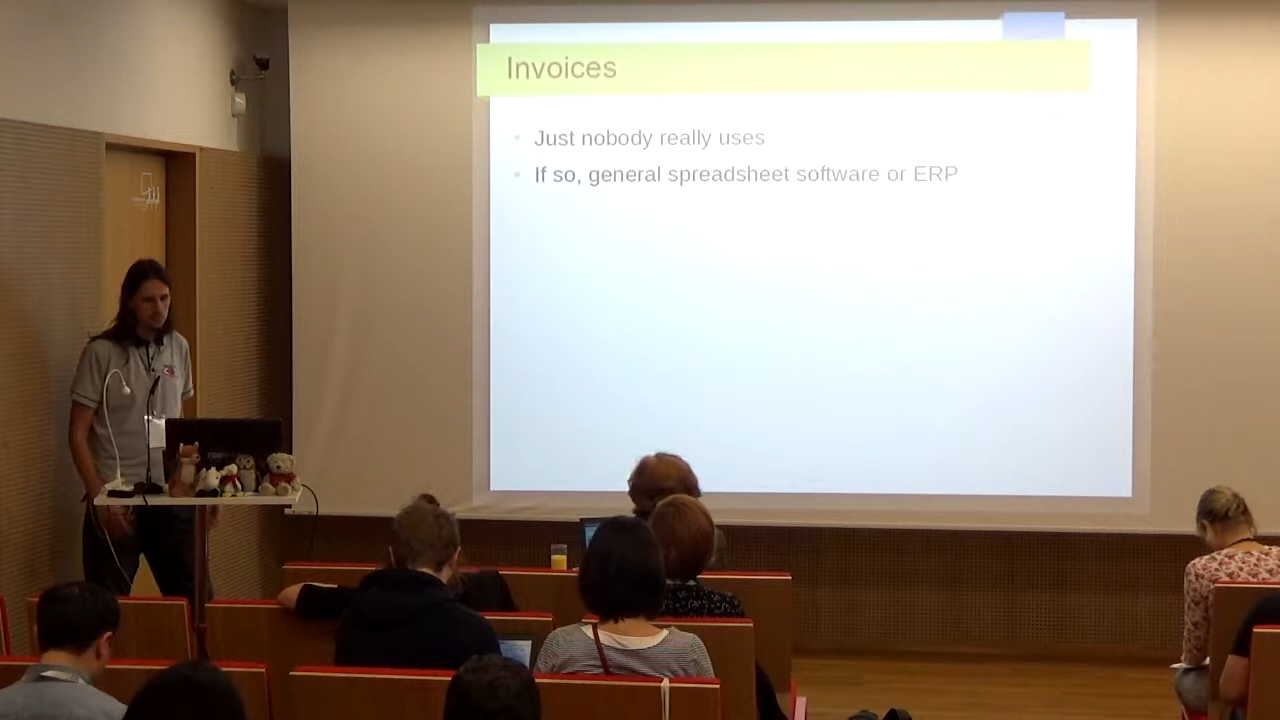 Invoices
Just nobody really uses
If so, general spreadsheet software or ERP